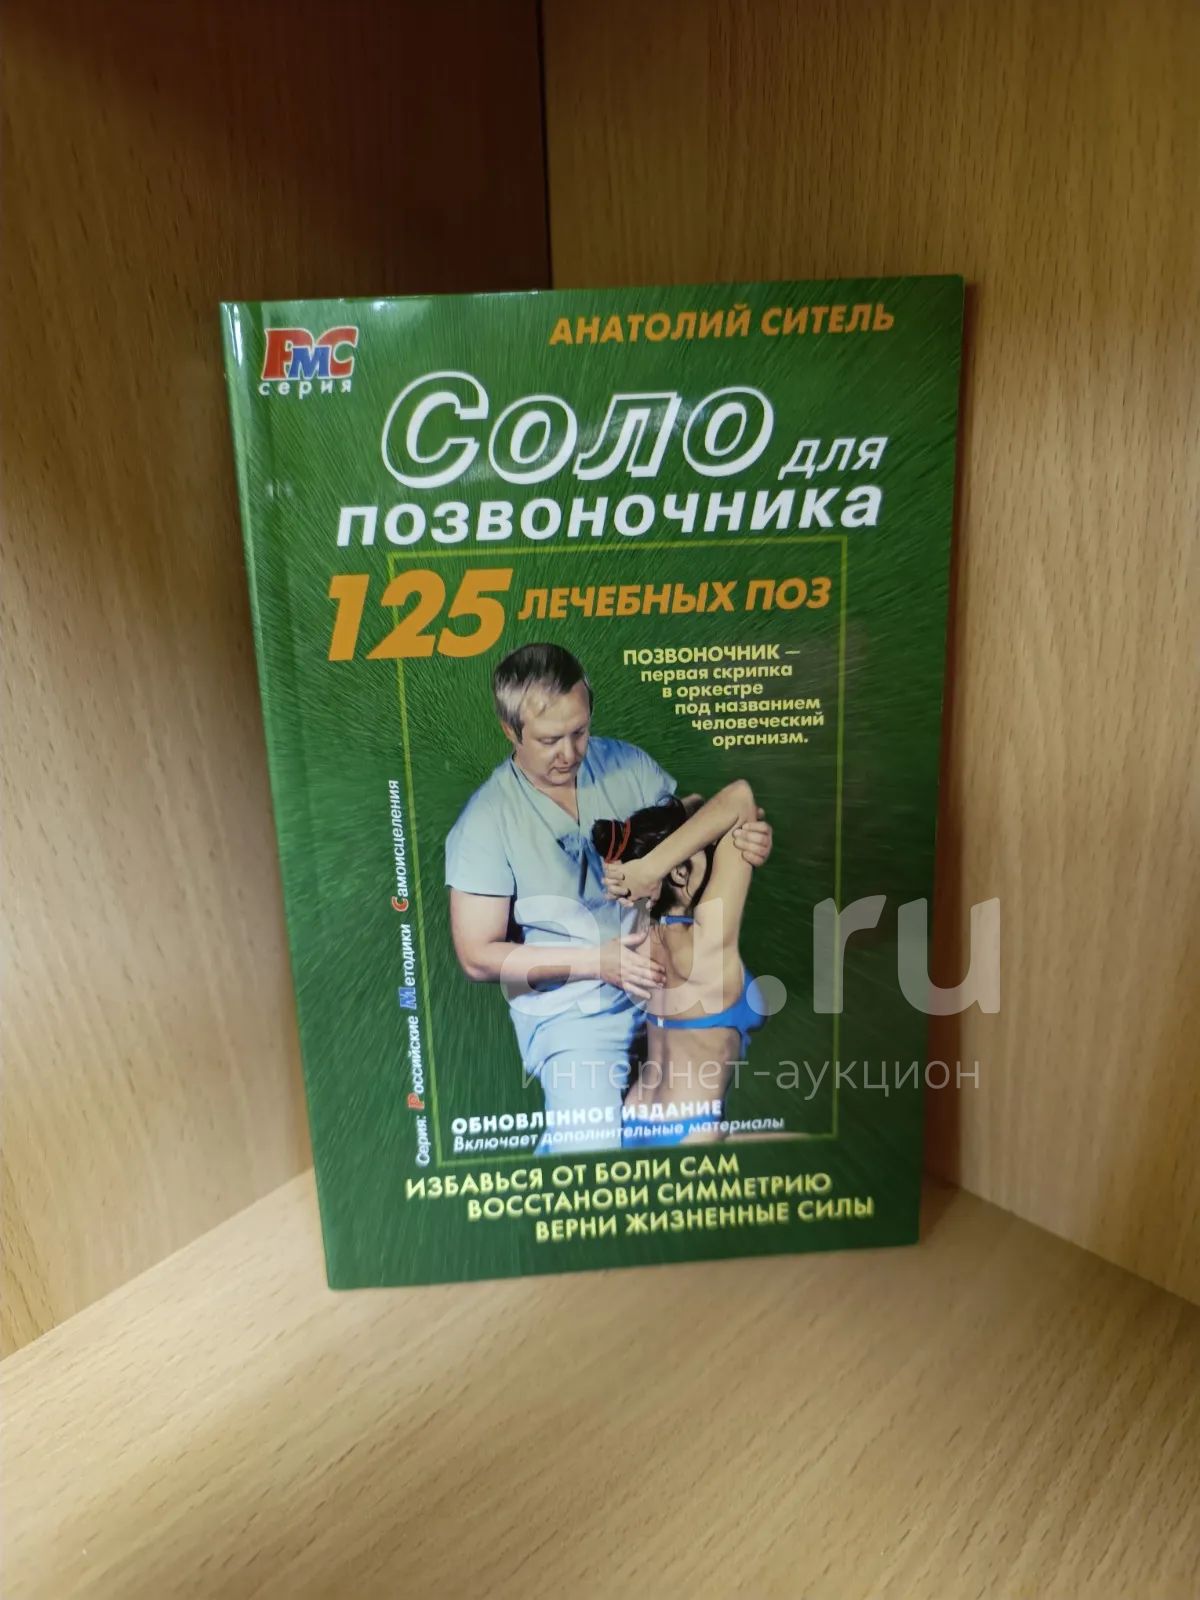 АНАТОЛИЙ СИТЕЛЬ
РМС
серия
Соло для
позвоночника
125 ЛЕЧЕБНЫХ ПОЗ
ПОЗВОНОЧНИК —
первая скрипка
в оркестре
под названием
человеческий
организм.
Серия: Российские Методики Самоисцеления
au.ru
интернет-аукцион
ОБНОВЛЕННОЕ ИЗДАНИЕ
Включает дополнительные материалы
ИЗБАВЬСЯ ОТ БОЛИ САМ
ВОССТАНОВИ СИММЕТРИЮ
ВЕРНИ ЖИЗНЕННЫЕ СИЛЫ